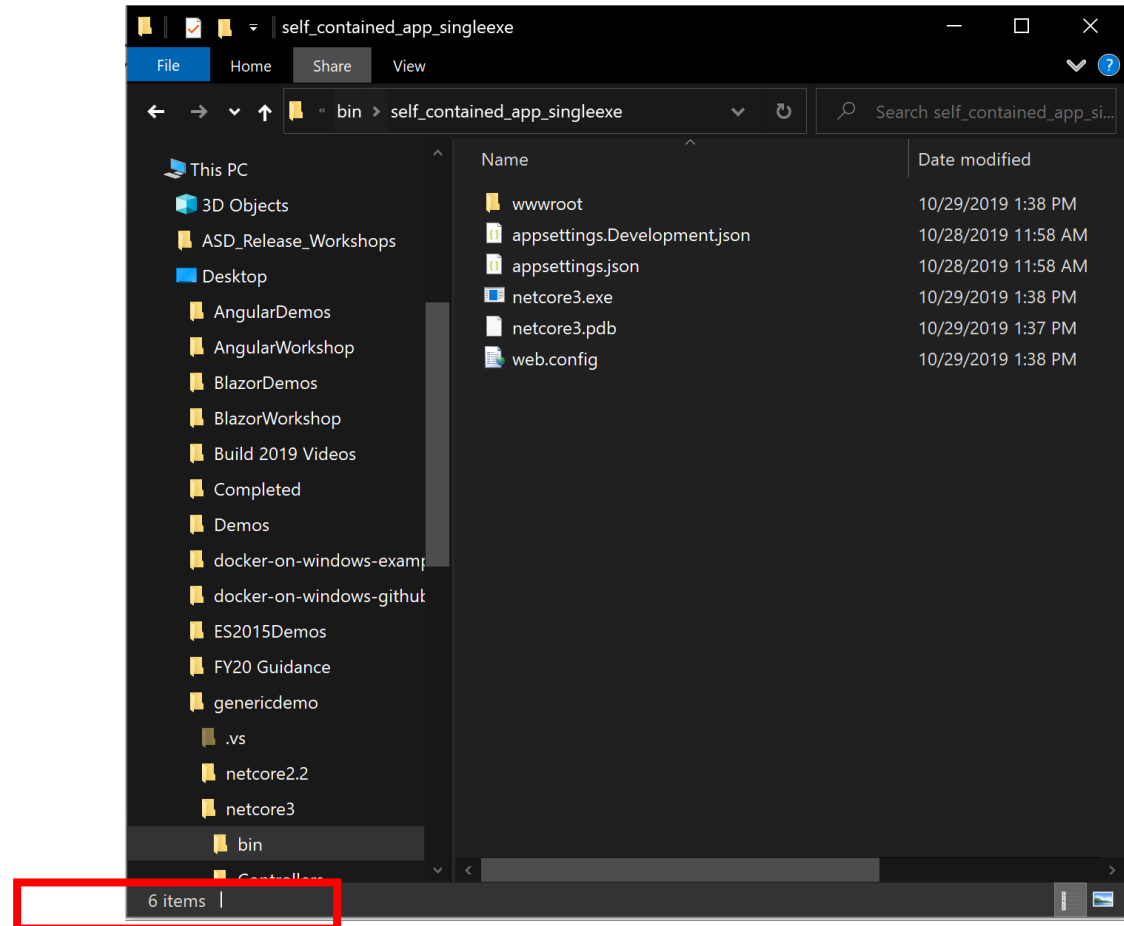 self_contained_app_singleexe
File Home Share View ?
« bin > self_contained_app_singleexe
Search self_contained_app_si...
This PC
3D Objects
ASD_Release_Workshops
Desktop
AngularDemos
AngularWorkshop
BlazorDemos
BlazorWorkshop
Build 2019 Videos
Completed
Demos
docker-on-windows-examp
docker-on-windows-github
ES2015Demos
FY20 Guidance
genericdemo
.vs
netcore2.2
netcore3
bin
Controllers
Name Date modified
wwwroot 10/29/2019 1:38 PM
appsettings.Development.json 10/28/2019 11:58 AM
appsettings.json 10/28/2019 11:58 AM
netcore3.exe 10/29/2019 1:38 PM
netcore3.pdb 10/29/2019 1:37 PM
web.config 10/29/2019 1:38 PM
6 items